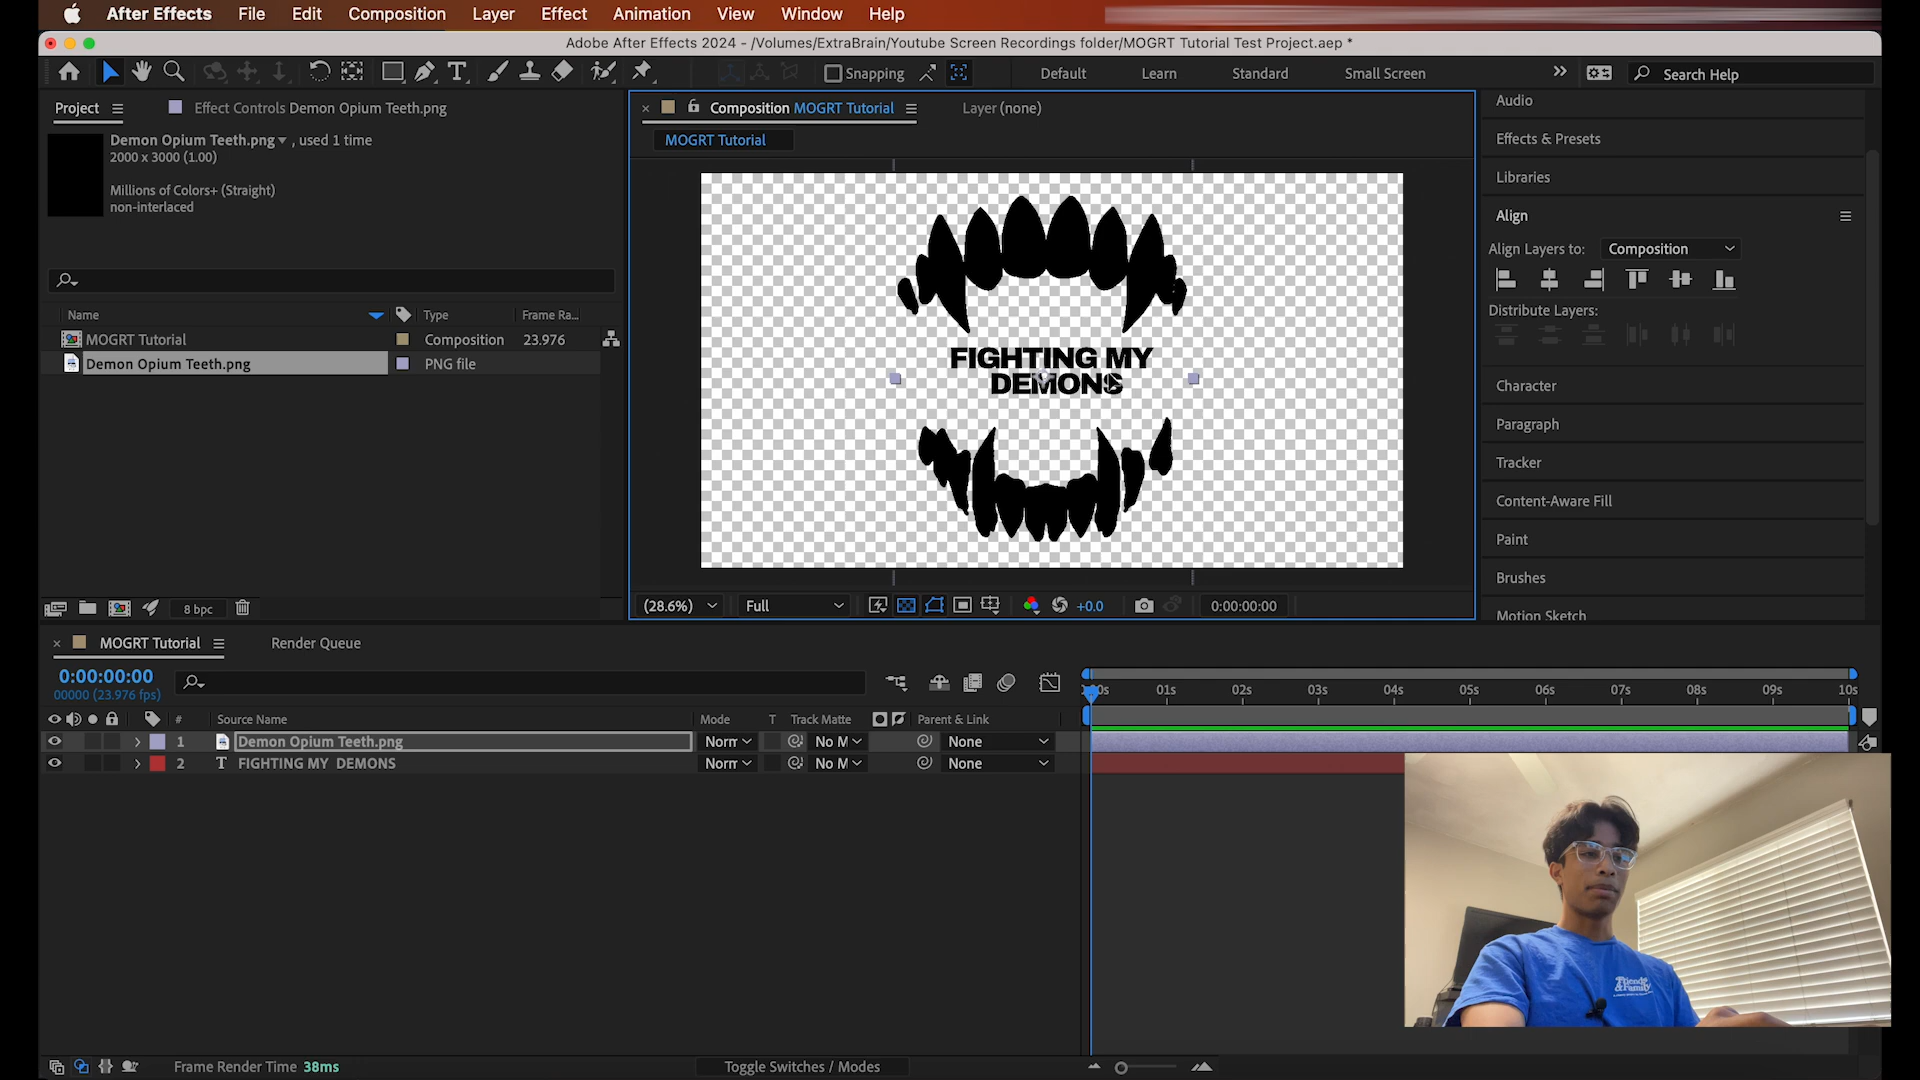 After Effects File Edit Composition Layer Effect Animation View Window Help
Adobe After Effects 2024 - /Volumes/ExtraBrain/Youtube Screen Recordings folder/MOGRT Tutorial Test Project.aep *
Snapping Default Learn Standard Small Screen Search Help
Project Effect Controls Demon Opium Teeth.png
Demon Opium Teeth.png , used 1 time
2000 x 3000 (1.00)
Millions of Colors+ (Straight)
non-interlaced
Name Type Frame Ra...
MOGRT Tutorial Composition 23.976
Demon Opium Teeth.png PNG file
8 bpc
Composition MOGRT Tutorial Layer (none)
MOGRT Tutorial
FIGHTING MY
DEMONS
(28.6%) Full +0.0 0:00:00:00
Audio
Effects & Presets
Libraries
Align
Align Layers to: Composition
Distribute Layers:
Character
Paragraph
Tracker
Content-Aware Fill
Paint
Brushes
Motion Sketch
MOGRT Tutorial Render Queue
0:00:00:00
00000 (23.976 fps)
01s 02s 03s 04s 05s 06s 07s 08s 09s 10s
# Source Name Mode T Track Matte Parent & Link
1 Demon Opium Teeth.png Norr No M None
2 T FIGHTING MY DEMONS Norr No M None
Friends
&Family
Frame Render Time 38ms Toggle Switches / Modes